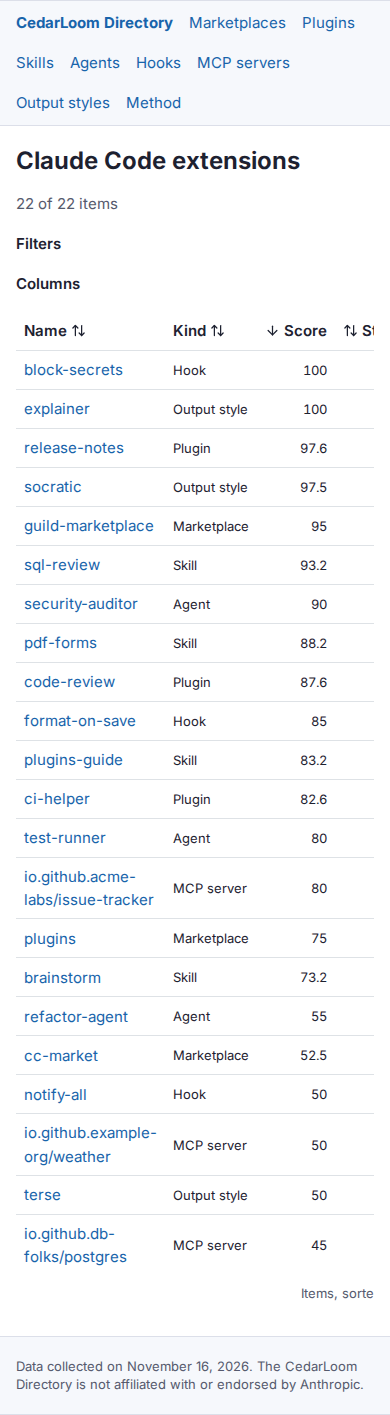 CedarLoom Directory Marketplaces Plugins
Skills Agents Hooks MCP servers
Output styles Method
Claude Code extensions
22 of 22 items
Filters
Columns
Name ↑↓ Kind ↑↓ ↓ Score ↑↓
block-secrets Hook 100
explainer Output style 100
release-notes Plugin 97.6
socratic Output style 97.5
guild-marketplace Marketplace 95
sql-review Skill 93.2
security-auditor Agent 90
pdf-forms Skill 88.2
code-review Plugin 87.6
format-on-save Hook 85
plugins-guide Skill 83.2
ci-helper Plugin 82.6
test-runner Agent 80
io.github.acme-
labs/issue-tracker MCP server 80
plugins Marketplace 75
brainstorm Skill 73.2
refactor-agent Agent 55
cc-market Marketplace 52.5
notify-all Hook 50
io.github.example-
org/weather MCP server 50
terse Output style 50
io.github.db-
folks/postgres MCP server 45
Items, sorte
Data collected on November 16, 2026. The CedarLoom
Directory is not affiliated with or endorsed by Anthropic.